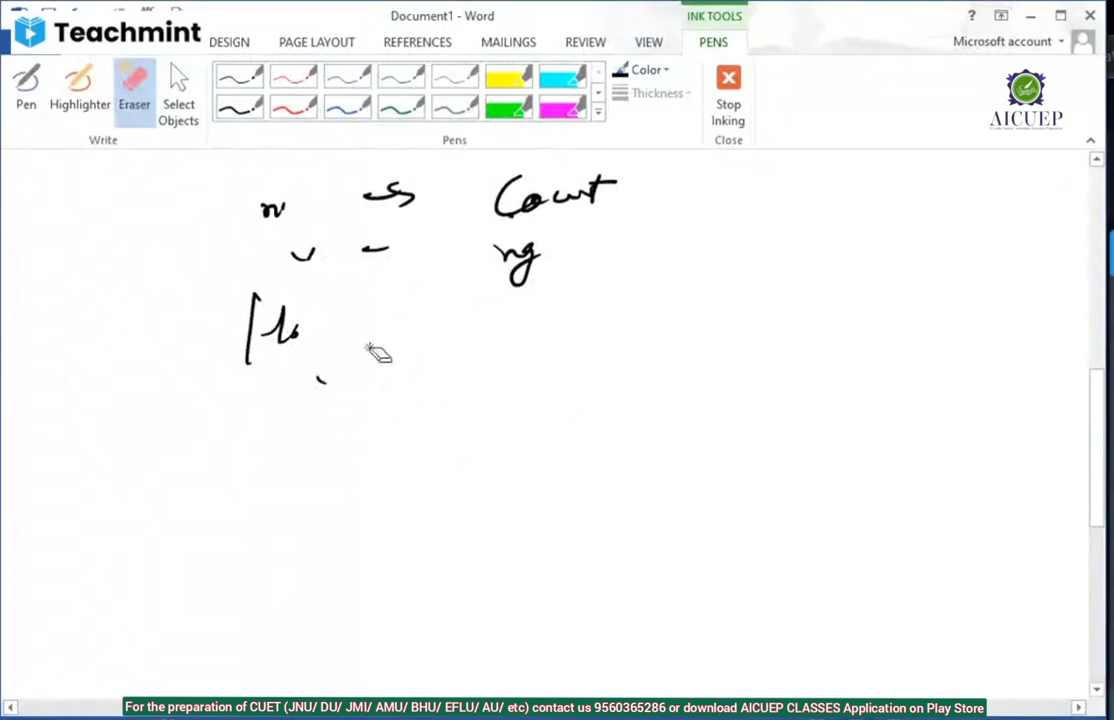 Document1 - Word
INK TOOLS
Teachmint
DESIGN PAGE LAYOUT REFERENCES MAILINGS REVIEW VIEW PENS
Microsoft account
Pen Highlighter Eraser Select Objects
Color
Thickness
Stop Inking
Write Pens Close
AICUEP
Count
ng
For the preparation of CUET (JNU/ DU/ JMI/ AMU/ BHU/ EFLU/ AU/ etc) contact us 9560365286 or download AICUEP CLASSES Application on Play Store